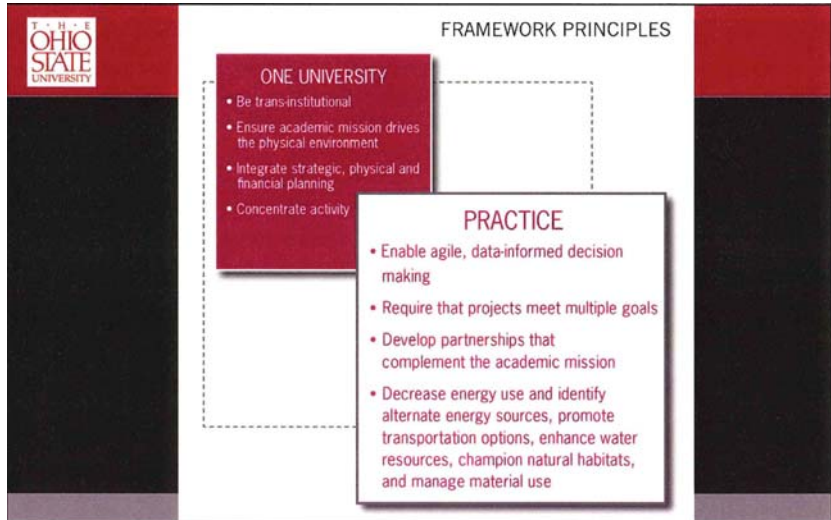 T·H·E
OHIO
STATE
UNIVERSITY
FRAMEWORK PRINCIPLES
ONE UNIVERSITY
• Be trans-institutional
• Ensure academic mission drives
the physical environment
• Integrate strategic, physical and
financial planning
• Concentrate activity
PRACTICE
• Enable agile, data-informed decision
making
• Require that projects meet multiple goals
• Develop partnerships that
complement the academic mission
• Decrease energy use and identify
alternate energy sources, promote
transportation options, enhance water
resources, champion natural habitats,
and manage material use